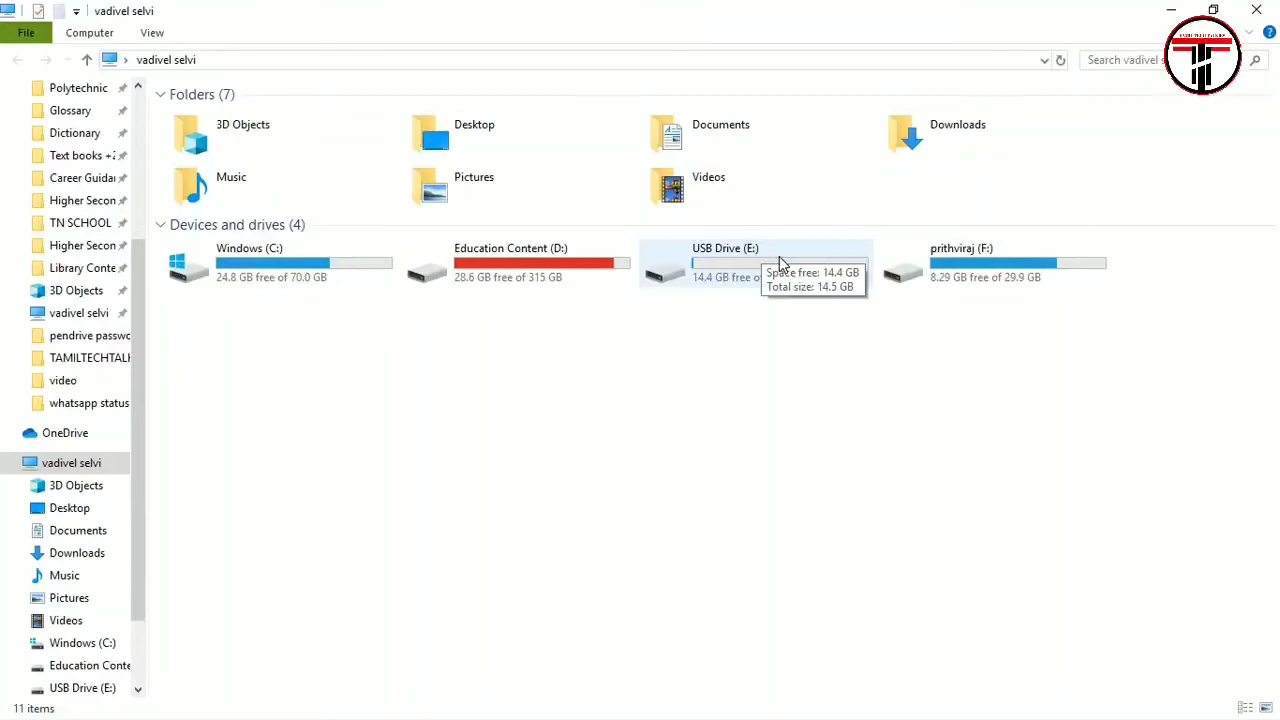 vadivel selvi
File
Computer
View
vadivel selvi
Search vadivel
Polytechnic
Glossary
Dictionary
Text books +2
Career Guida
Higher Secon
TN SCHOOL
Higher Secon
Library Conte
3D Objects
vadivel selvi
pendrive passwo
TAMILTECHTALK
video
whatsapp status
OneDrive
vadivel selvi
3D Objects
Desktop
Documents
Downloads
Music
Pictures
Videos
Windows (C:)
Education Conte
USB Drive (E:)
Folders (7)
3D Objects
Desktop
Documents
Downloads
Music
Pictures
Videos
Devices and drives (4)
Windows (C:)
24.8 GB free of 70.0 GB
Education Content (D:)
28.6 GB free of 315 GB
USB Drive (E:)
14.4 GB free of
Space free: 14.4 GB
Total size: 14.5 GB
prithviraj (F:)
8.29 GB free of 29.9 GB
11 items